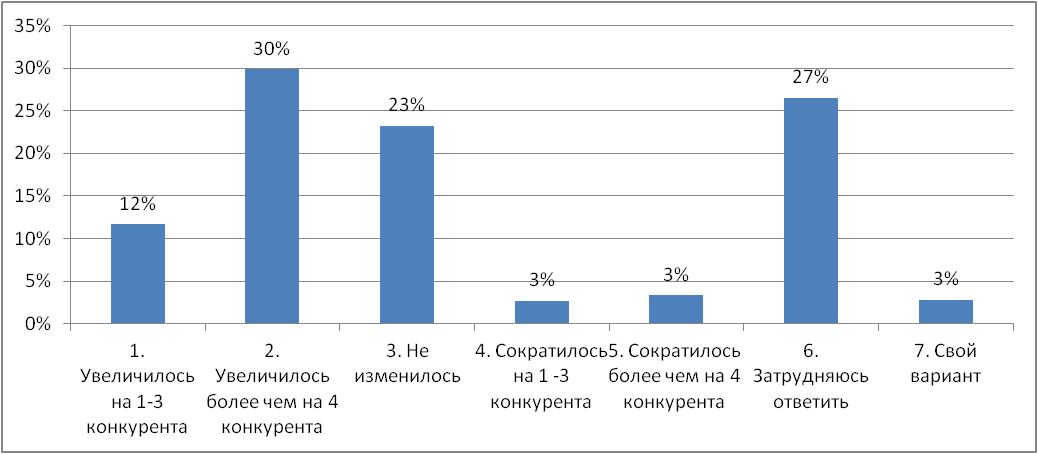 35%
30%
25%
20%
15%
10%
5%
0%
12%
30%
23%
3%
3%
27%
3%
1.
Увеличилось
на 1-3
конкурента
2.
Увеличилось
более чем на 4
конкурента
3. Не
изменилось
4. Сократилось
на 1 -3
конкурента
5. Сократилось
более чем на 4
конкурента
6.
Затрудняюсь
ответить
7. Свой
вариант